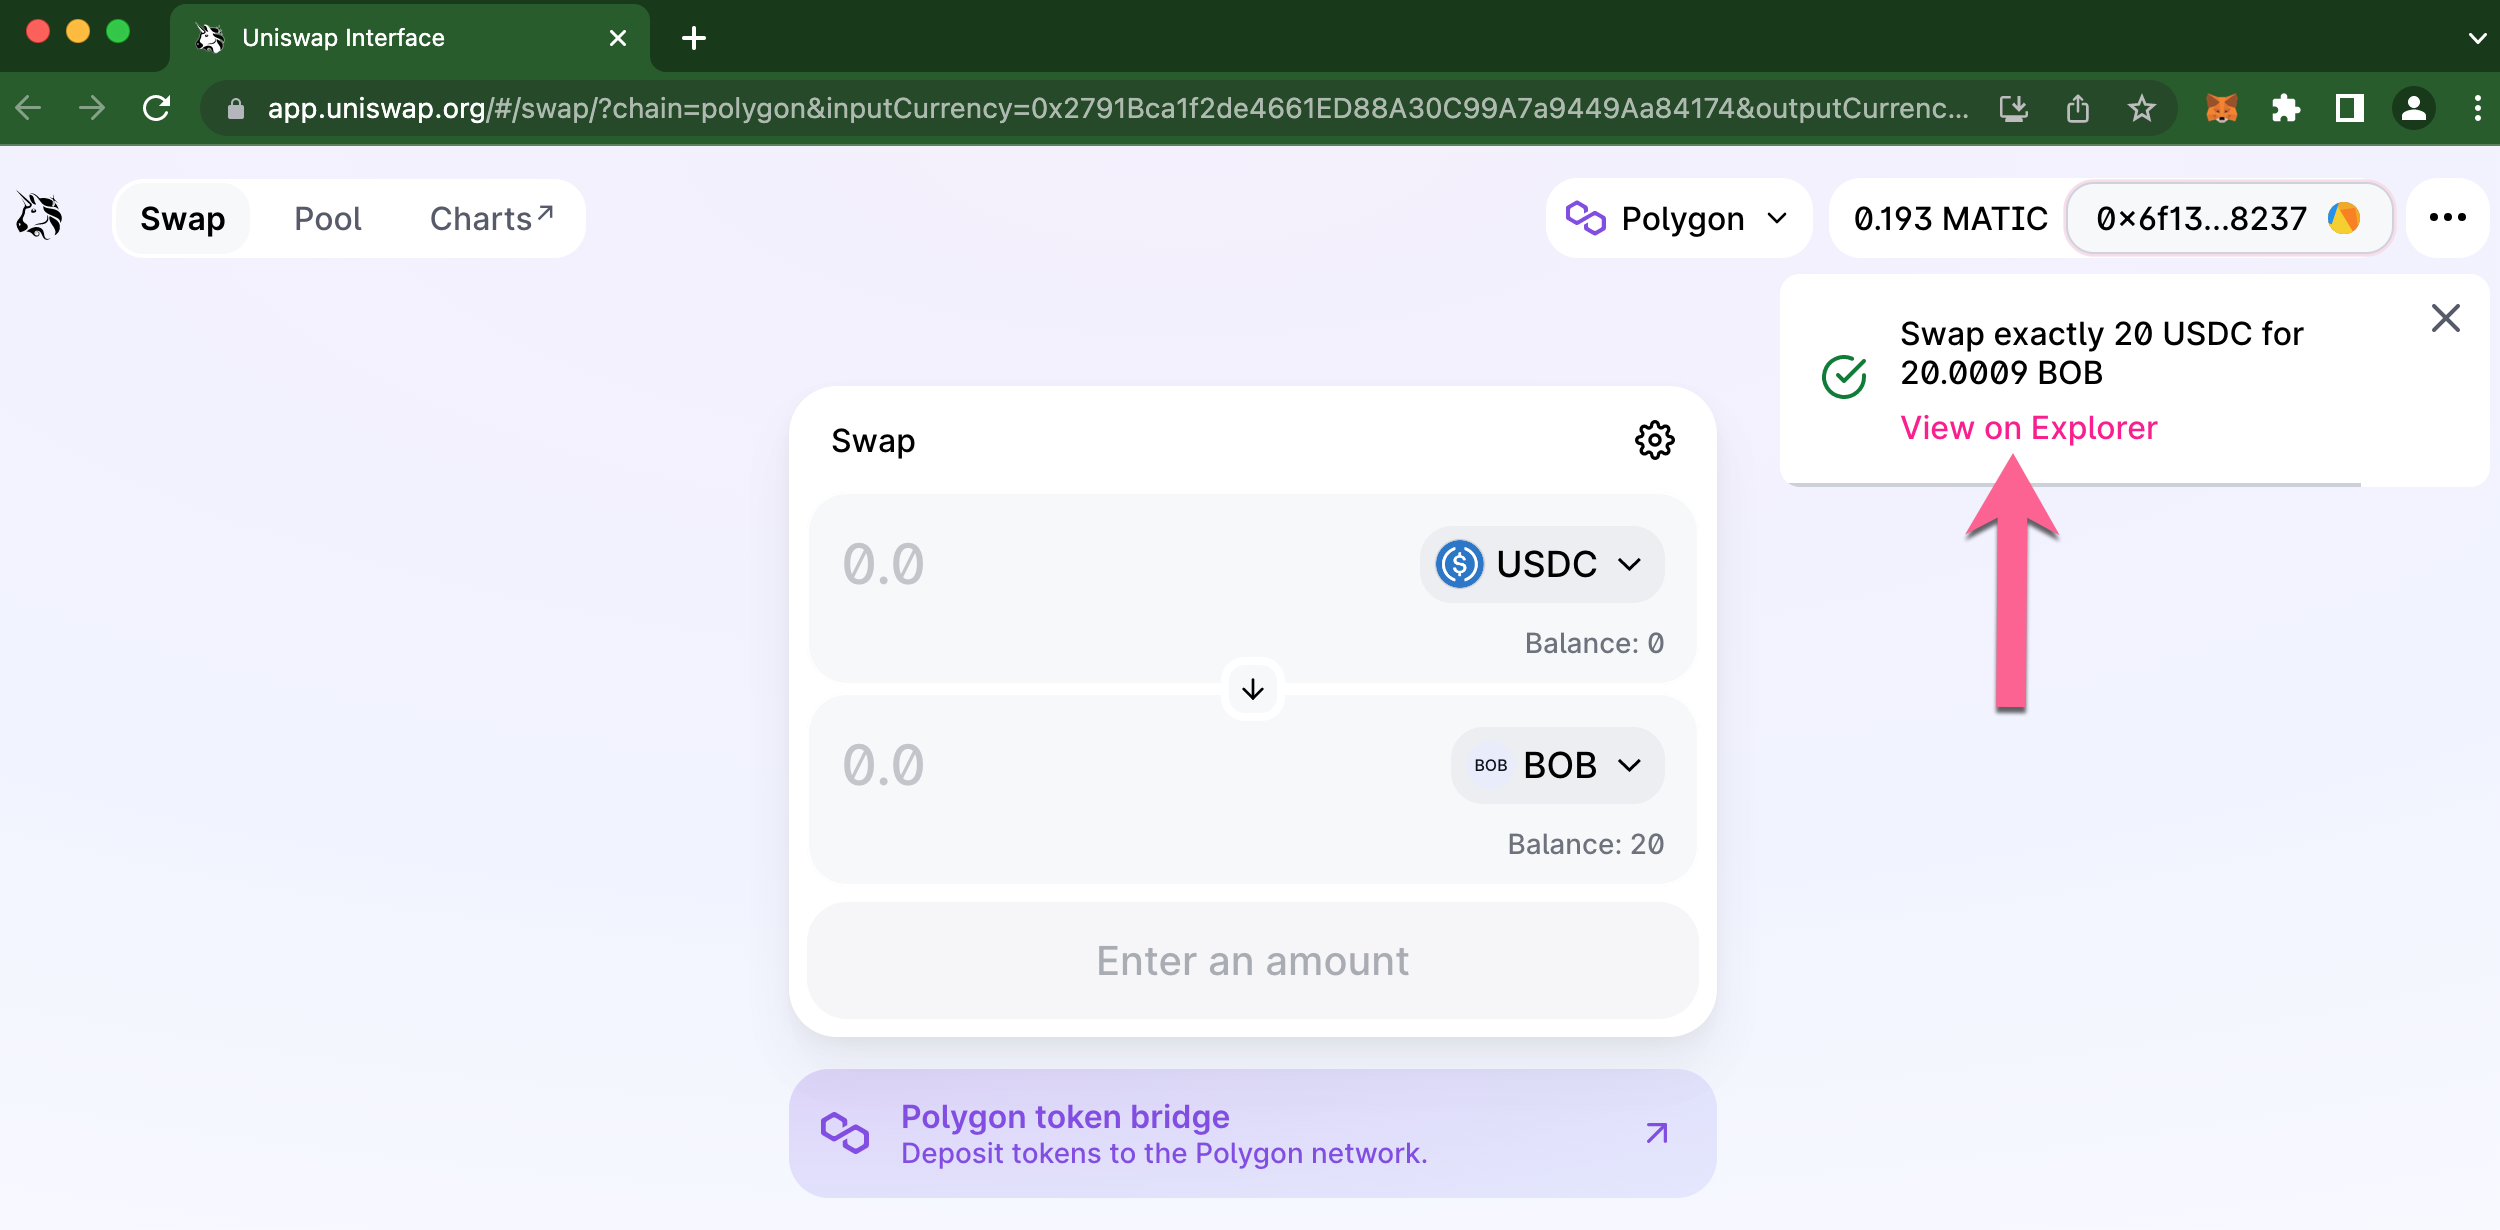 Uniswap Interface
app.uniswap.org/#/swap/?chain=polygon&inputCurrency=0x2791Bca1f2de4661ED88A30C99A7a9449Aa84174&outputCurrenc...
Swap
Pool
Charts↗
Polygon
0.193 MATIC
0×6f13...8237
Swap exactly 20 USDC for
20.0009 BOB
View on Explorer
Swap
0.0
USDC
Balance: 0
0.0
BOB
BOB
Balance: 20
Enter an amount
Polygon token bridge
Deposit tokens to the Polygon network.